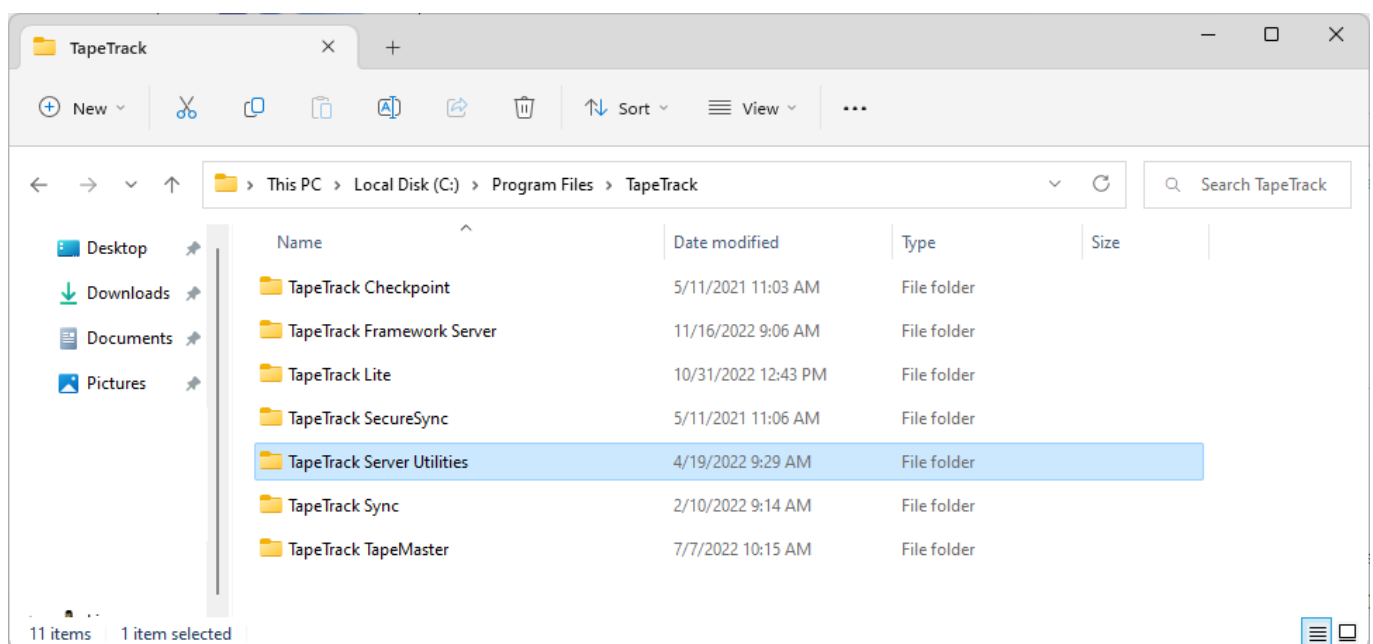 TapeTrack
New
Sort
View
This PC > Local Disk (C:) > Program Files > TapeTrack
Search TapeTrack
Desktop
Downloads
Documents
Pictures
Name Date modified Type Size
TapeTrack Checkpoint 5/11/2021 11:03 AM File folder
TapeTrack Framework Server 11/16/2022 9:06 AM File folder
TapeTrack Lite 10/31/2022 12:43 PM File folder
TapeTrack SecureSync 5/11/2021 11:06 AM File folder
TapeTrack Server Utilities 4/19/2022 9:29 AM File folder
TapeTrack Sync 2/10/2022 9:14 AM File folder
TapeTrack TapeMaster 7/7/2022 10:15 AM File folder
11 items 1 item selected